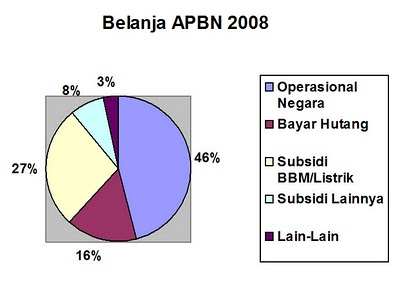 Belanja APBN 2008
3%
8%
46%
27%
16%
Operasional
Negara
Bayar Hutang
Subsidi
BBM/Listrik
Subsidi Lainnya
Lain-Lain